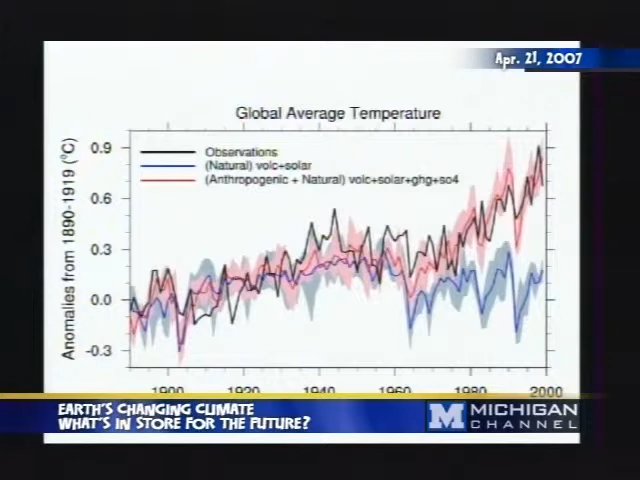 Apr. 21, 2007
Global Average Temperature
Anomalies from 1890-1919 (°C)
0.9
0.6
0.3
0.0
-0.3
Observations
(Natural) volc+solar
(Anthropogenic + Natural) volc+solar+ghg+so4
1900 1920 1940 1960 1980 2000
EARTH'S CHANGING CLIMATE
WHAT'S IN STORE FOR THE FUTURE?
M MICHIGAN
CHANNEL